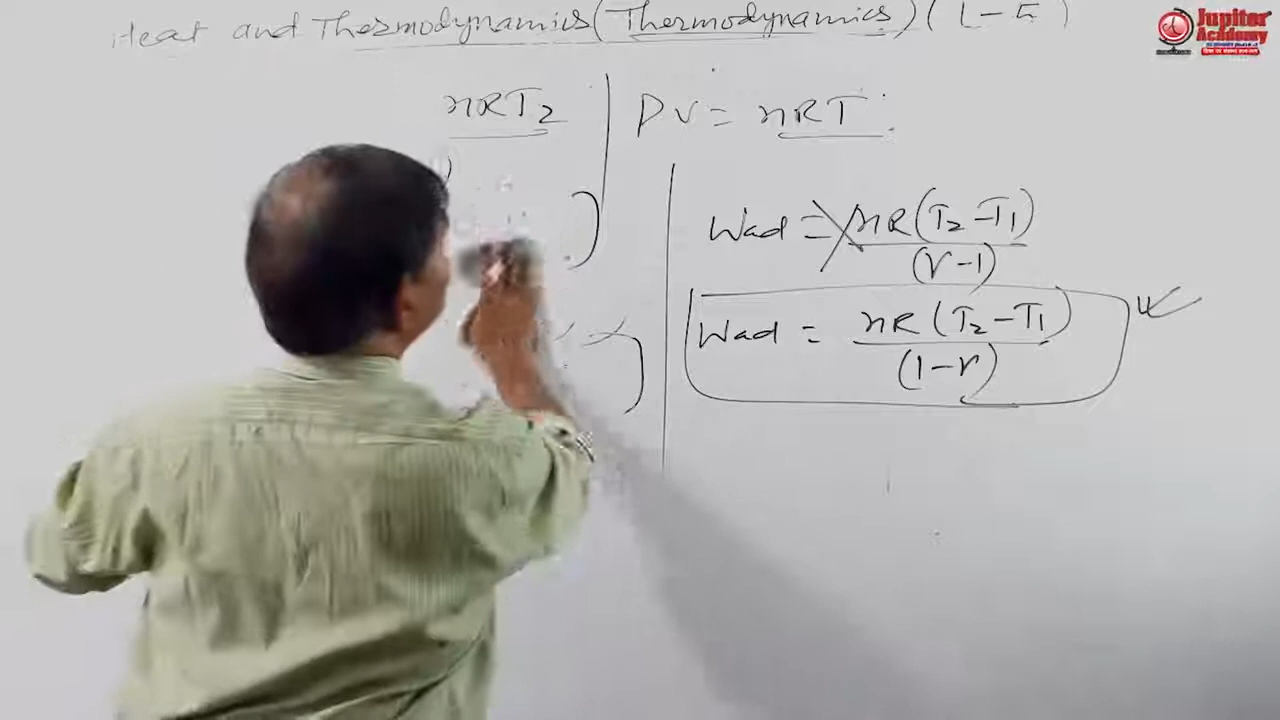 Heat and Thermodynamics (Thermodynamics) (L-5)
Jupiter
Academy
nRT₂
PV = nRT
Wad = nR(T₂-T₁)
(γ-1)
Wad = nR(T₂-T₁)
(1-γ)